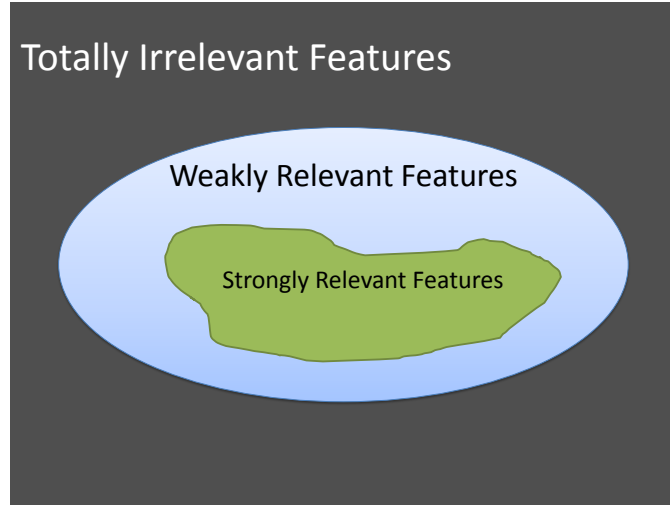 Totally Irrelevant Features
Weakly Relevant Features
Strongly Relevant Features